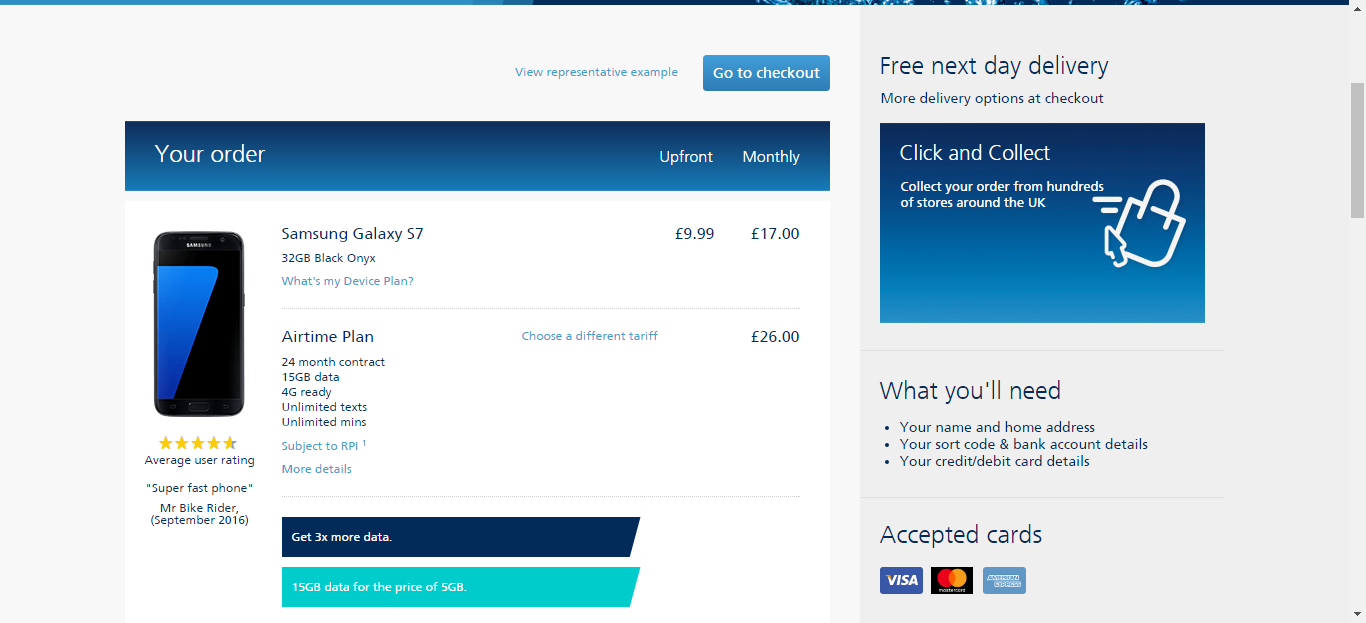 View representative example
Go to checkout
Your order
Upfront
Monthly
SAMSUNG
Samsung Galaxy S7
£9.99
£17.00
32GB Black Onyx
What's my Device Plan?
Airtime Plan
Choose a different tariff
£26.00
24 month contract
15GB data
4G ready
Unlimited texts
Unlimited mins
Subject to RPI 1
More details
Average user rating
"Super fast phone"
Mr Bike Rider,
(September 2016)
Get 3x more data.
15GB data for the price of 5GB.
Free next day delivery
More delivery options at checkout
Click and Collect
Collect your order from hundreds
of stores around the UK
What you'll need
• Your name and home address
• Your sort code & bank account details
• Your credit/debit card details
Accepted cards
VISA
mastercard
AMERICAN
EXPRESS